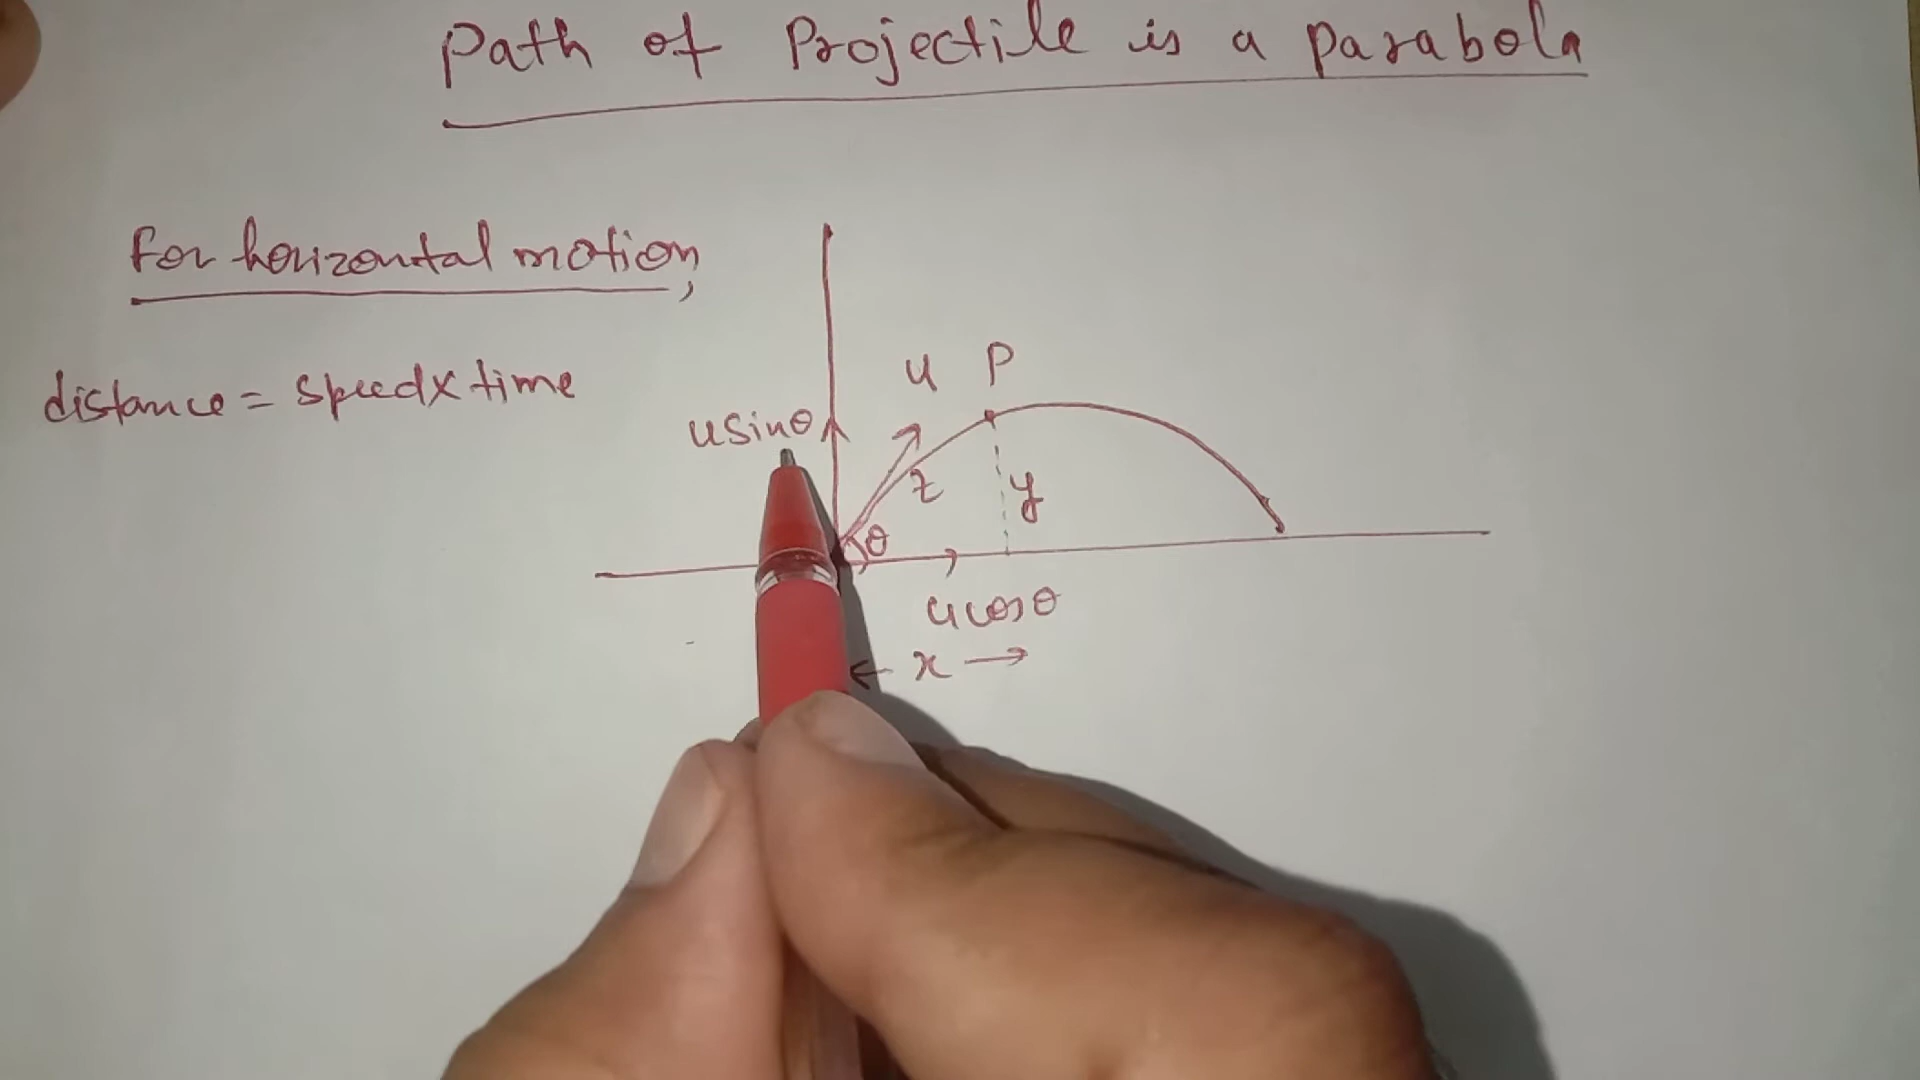 Path of Projectile is a parabola
For horizontal motion,
distance = speed x time
u P
usinθ
z y
θ
ucosθ
← x →